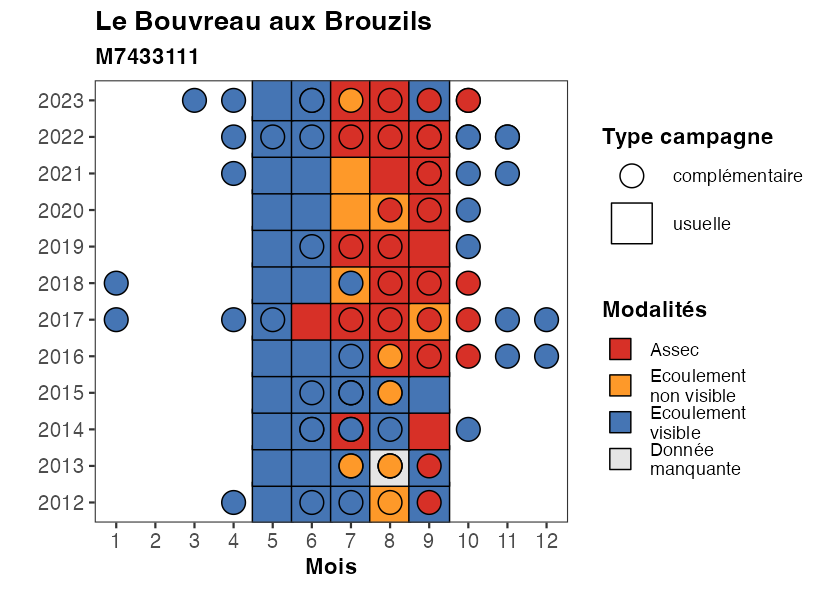 Le Bouvreau aux Brouzils
M7433111
2023
2022
2021
2020
2019
2018
2017
2016
2015
2014
2013
2012
1 2 3 4 5 6 7 8 9 10 11 12
Mois
Type campagne
complémentaire
usuelle
Modalités
Assec
Ecoulement
non visible
Ecoulement
visible
Donnée
manquante